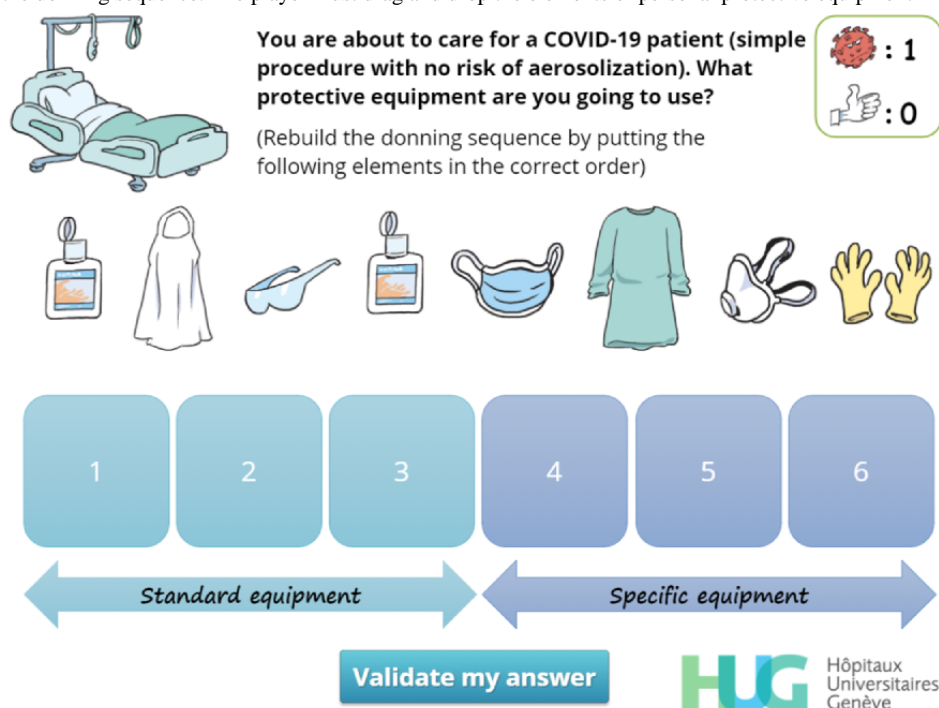 You are about to care for a COVID-19 patient (simple
procedure with no risk of aerosolization). What
protective equipment are you going to use?
(Rebuild the donning sequence by putting the
following elements in the correct order)
: 1
: 0
1 2 3 4 5 6
Standard equipment Specific equipment
Validate my answer
HUG
Hôpitaux
Universitaires
Genève